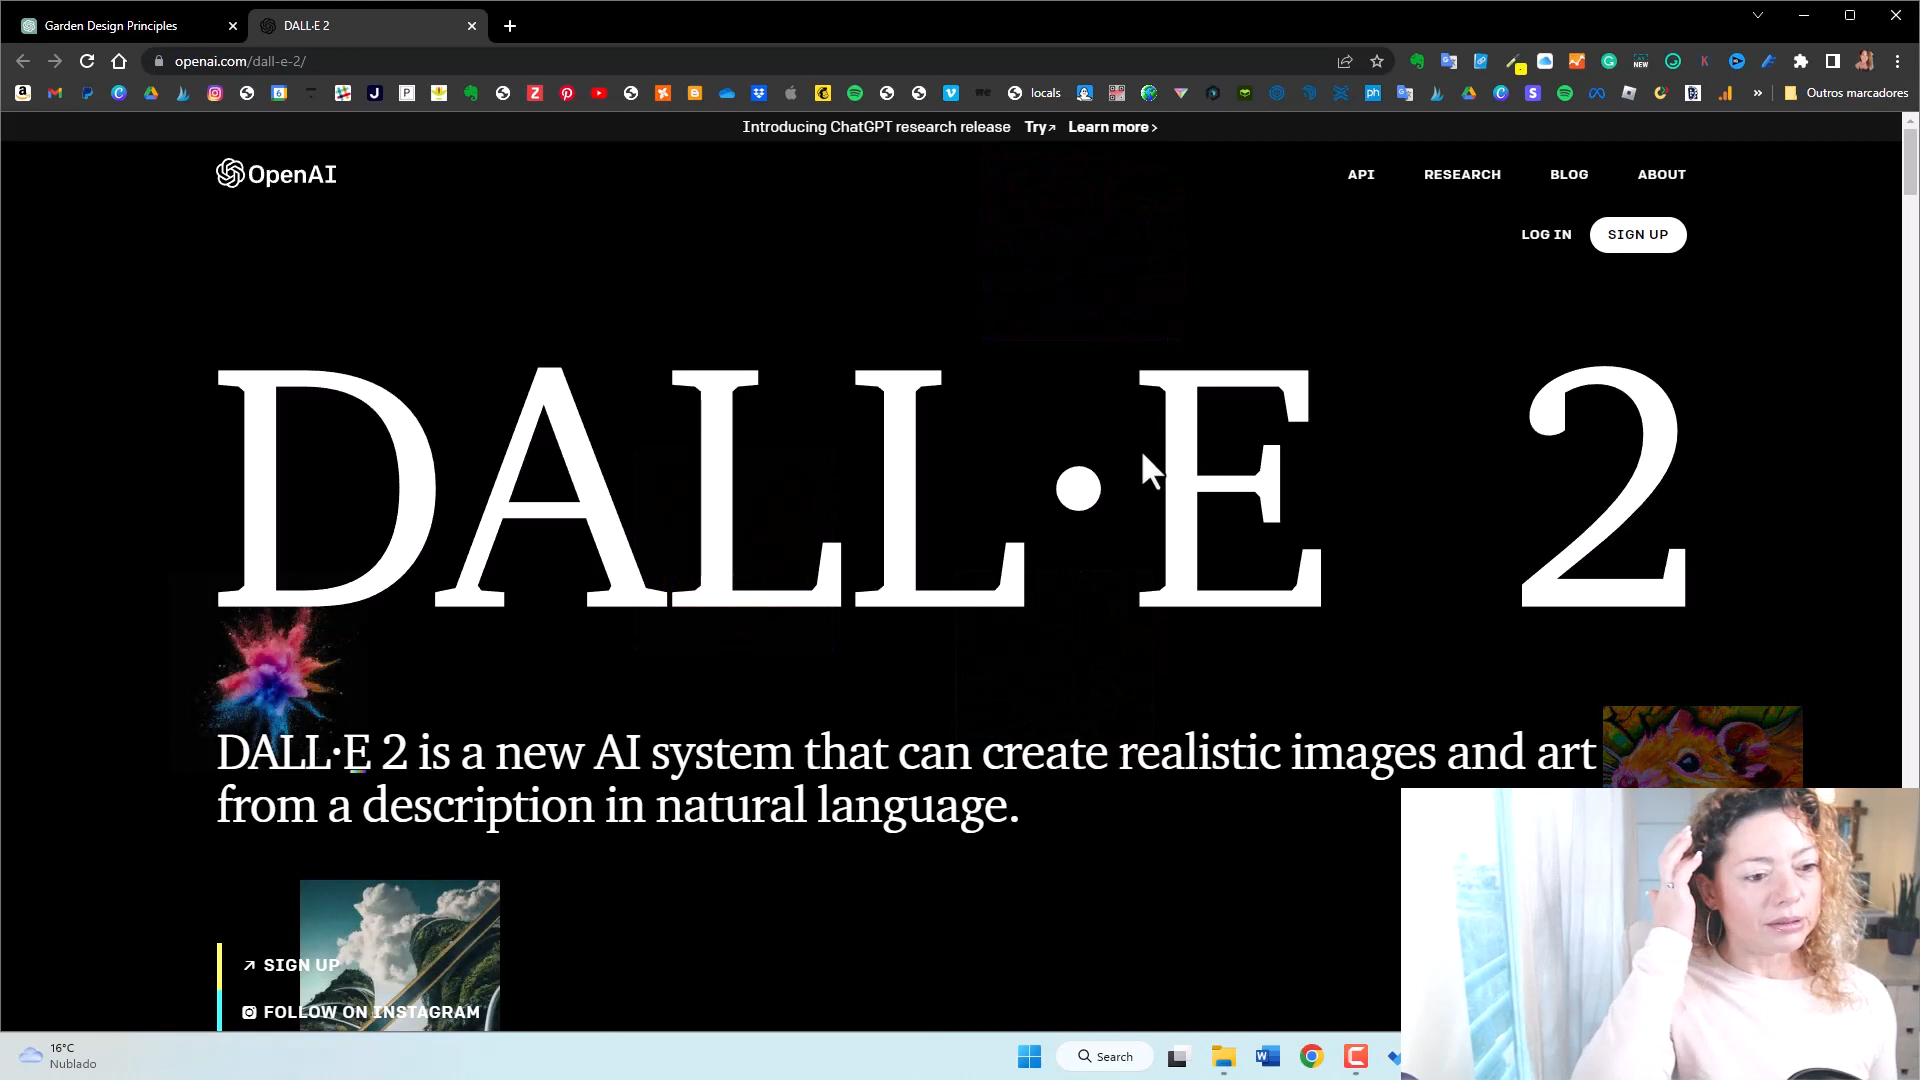 Garden Design Principles
DALL·E 2
openai.com/dall-e-2/
NEW
locals
ph
Outros marcadores
Introducing ChatGPT research release Try↗ Learn more ›
OpenAI
API RESEARCH BLOG ABOUT
LOG IN SIGN UP
DALL·E 2
DALL·E 2 is a new AI system that can create realistic images and art
from a description in natural language.
↗ SIGN UP
FOLLOW ON INSTAGRAM
16°C
Nublado
Search